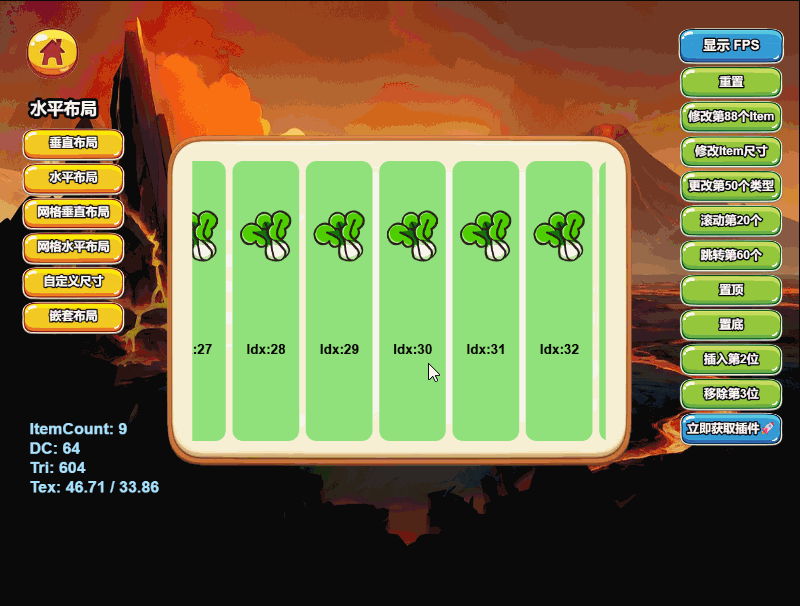 水平布局
垂直布局
水平布局
网格垂直布局
网格水平布局
自定义尺寸
嵌套布局
ItemCount: 9
DC: 64
Tri: 604
Tex: 46.71 / 33.86
:27
Idx:28
Idx:29
Idx:30
Idx:31
Idx:32
显示 FPS
重置
修改第88个Item
修改Item尺寸
更改第50个类型
滚动第20个
跳转第60个
置顶
置底
插入第2位
移除第3位
立即获取插件🚀